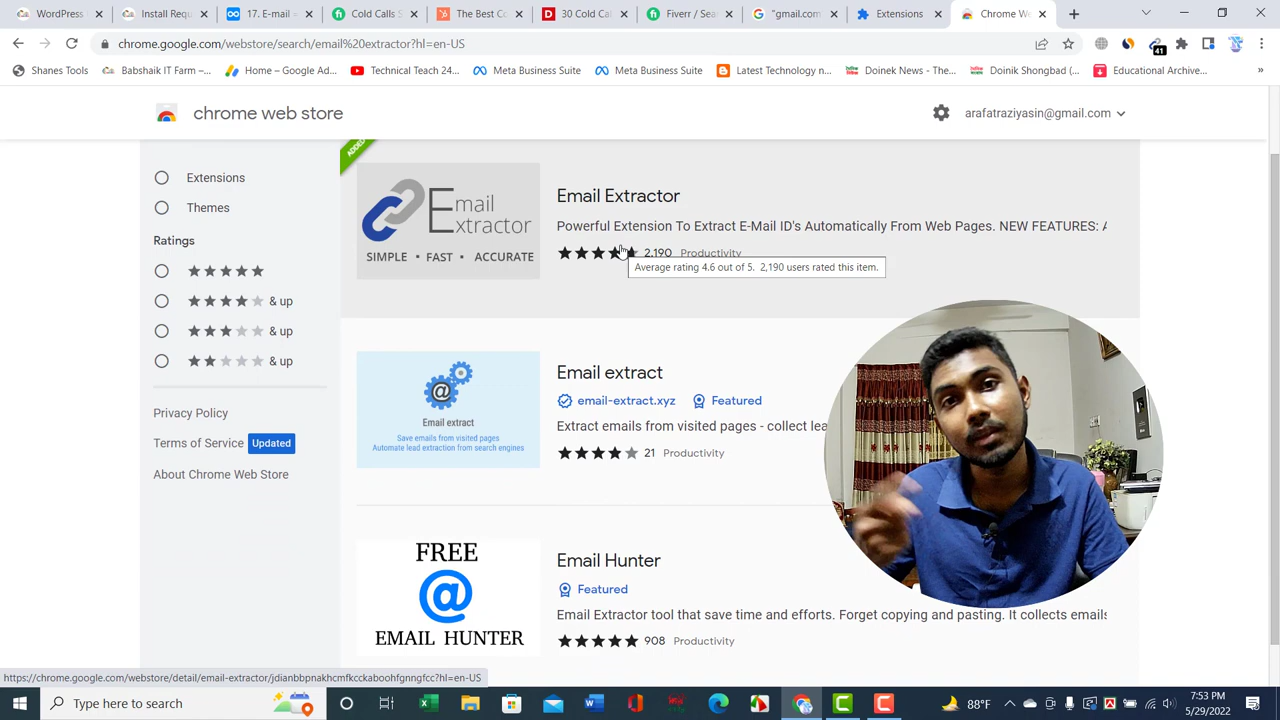 WordPress
Install Requ
17. E-mail
Cold Calls S
The Best Co
30 Cold Cal
Fiverr / Sea
"gmail.com
Extensions
Chrome We
chrome.google.com/webstore/search/email%20extractor?hl=en-US
41
Shanes Tools
Babshaik IT Farm –...
Home – Google Ad...
Technical Teach 24...
Meta Business Suite
Meta Business Suite
Latest Technology n...
Doinek News - The...
Doinik Shongbad (...
Educational Archive...
»
chrome web store
arafatraziyasin@gmail.com
ADDED
Extensions
Themes
Ratings
& up
& up
& up
Privacy Policy
Terms of Service Updated
About Chrome Web Store
Email Extractor
SIMPLE • FAST • ACCURATE
Email Extractor
Powerful Extension To Extract E-Mail ID's Automatically From Web Pages. NEW FEATURES:
2,190 Productivity
Average rating 4.6 out of 5. 2,190 users rated this item.
@
Email extract
Save emails from visited pages
Automate lead extraction from search engines
Email extract
email-extract.xyz Featured
Extract emails from visited pages - collect lea
21 Productivity
FREE
@
EMAIL HUNTER
Email Hunter
Featured
Email Extractor tool that save time and efforts. Forget copying and pasting. It collects emails
908 Productivity
https://chrome.google.com/webstore/detail/email-extractor/jdianbbpnakhcmfkcckaboohfgnngfcc?hl=en-US
Type here to search
88°F
7:53 PM
5/29/2022